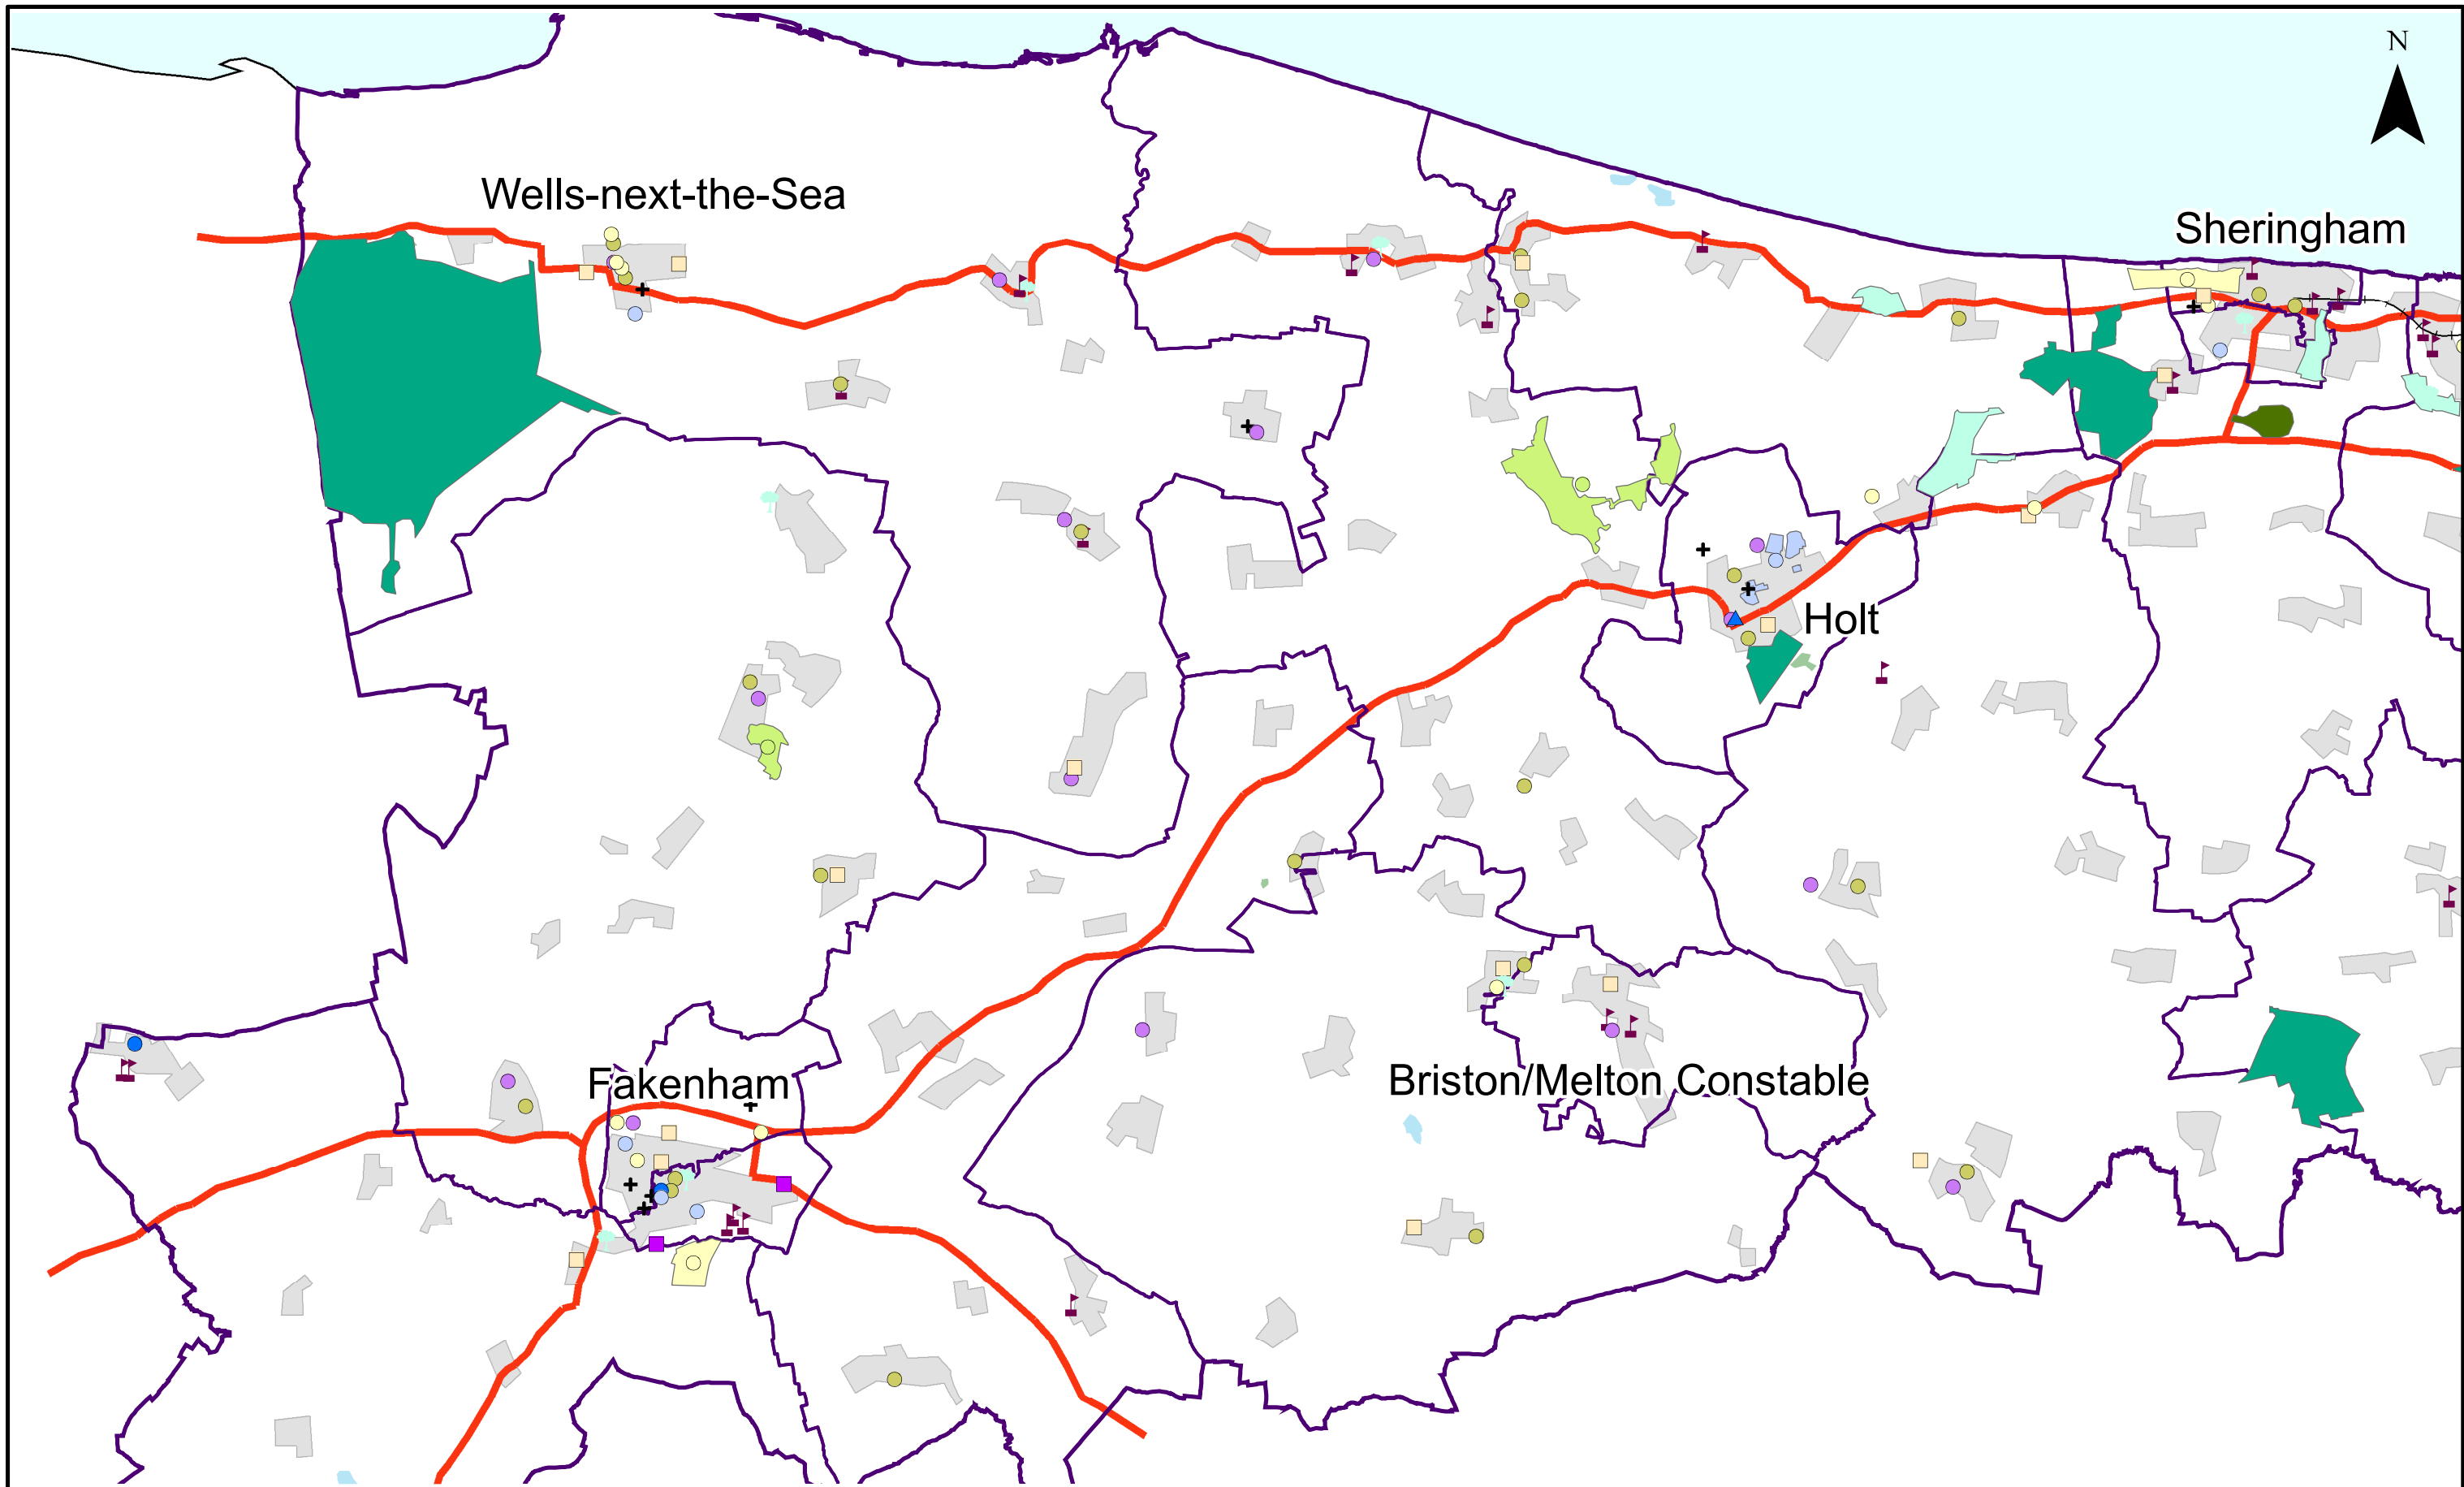 N
Wells-next-the-Sea
Sheringham
Holt
Fakenham
Briston/Melton Constable